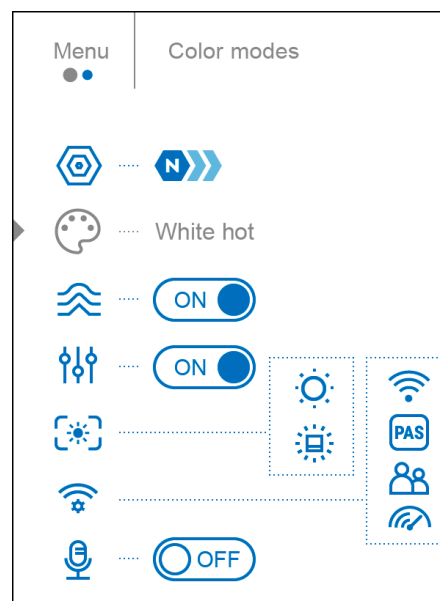 Menu
Color modes
N
White hot
ON
ON
PAS
OFF